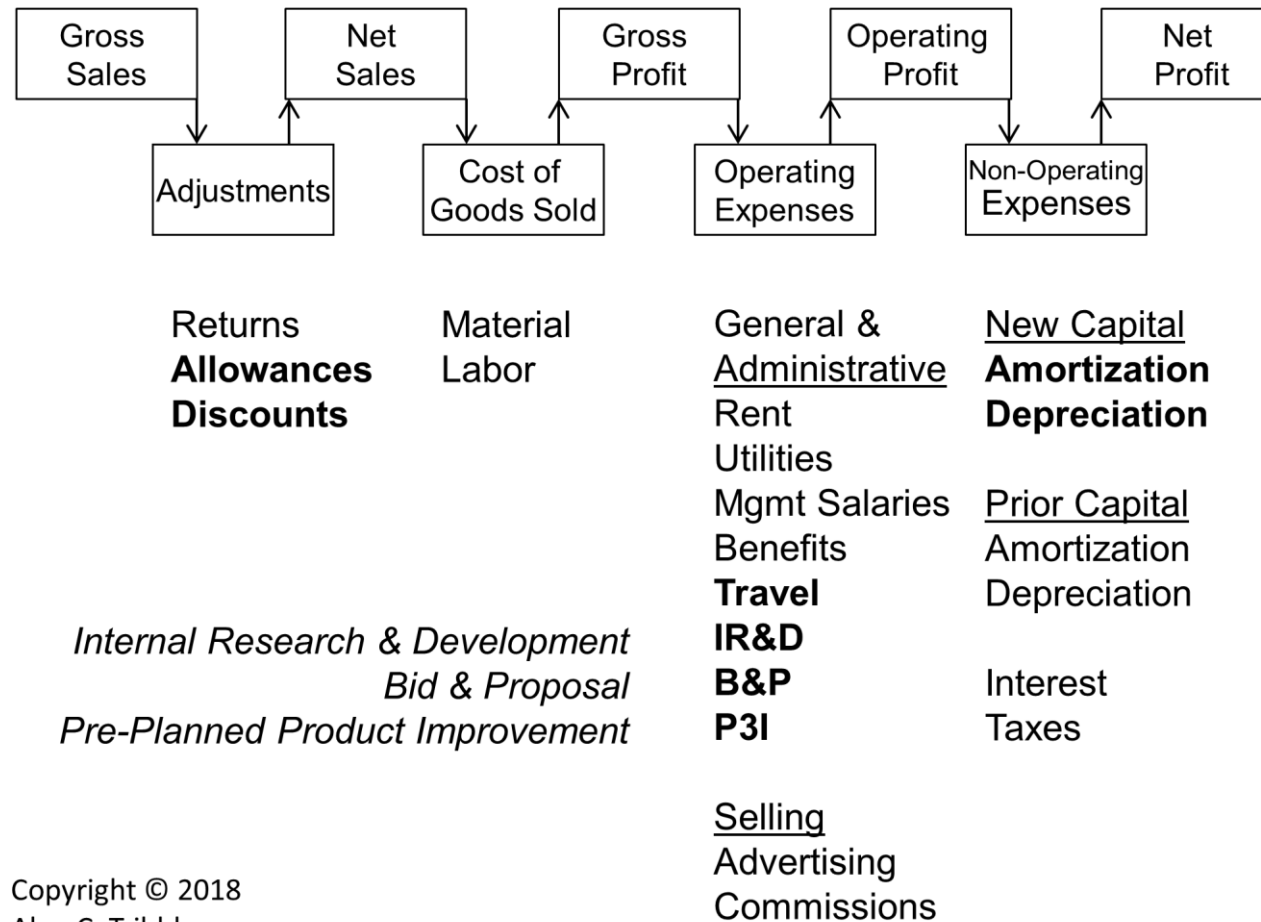 Gross
Sales
Net
Sales
Gross
Profit
Operating
Profit
Net
Profit
Adjustments
Cost of
Goods Sold
Operating
Expenses
Non-Operating
Expenses
Returns
Allowances
Discounts
Material
Labor
General &
Administrative
Rent
Utilities
Mgmt Salaries
Benefits
Travel
IR&D
B&P
P3I
Internal Research & Development
Bid & Proposal
Pre-Planned Product Improvement
Selling
Advertising
Commissions
New Capital
Amortization
Depreciation
Prior Capital
Amortization
Depreciation
Interest
Taxes
Copyright © 2018